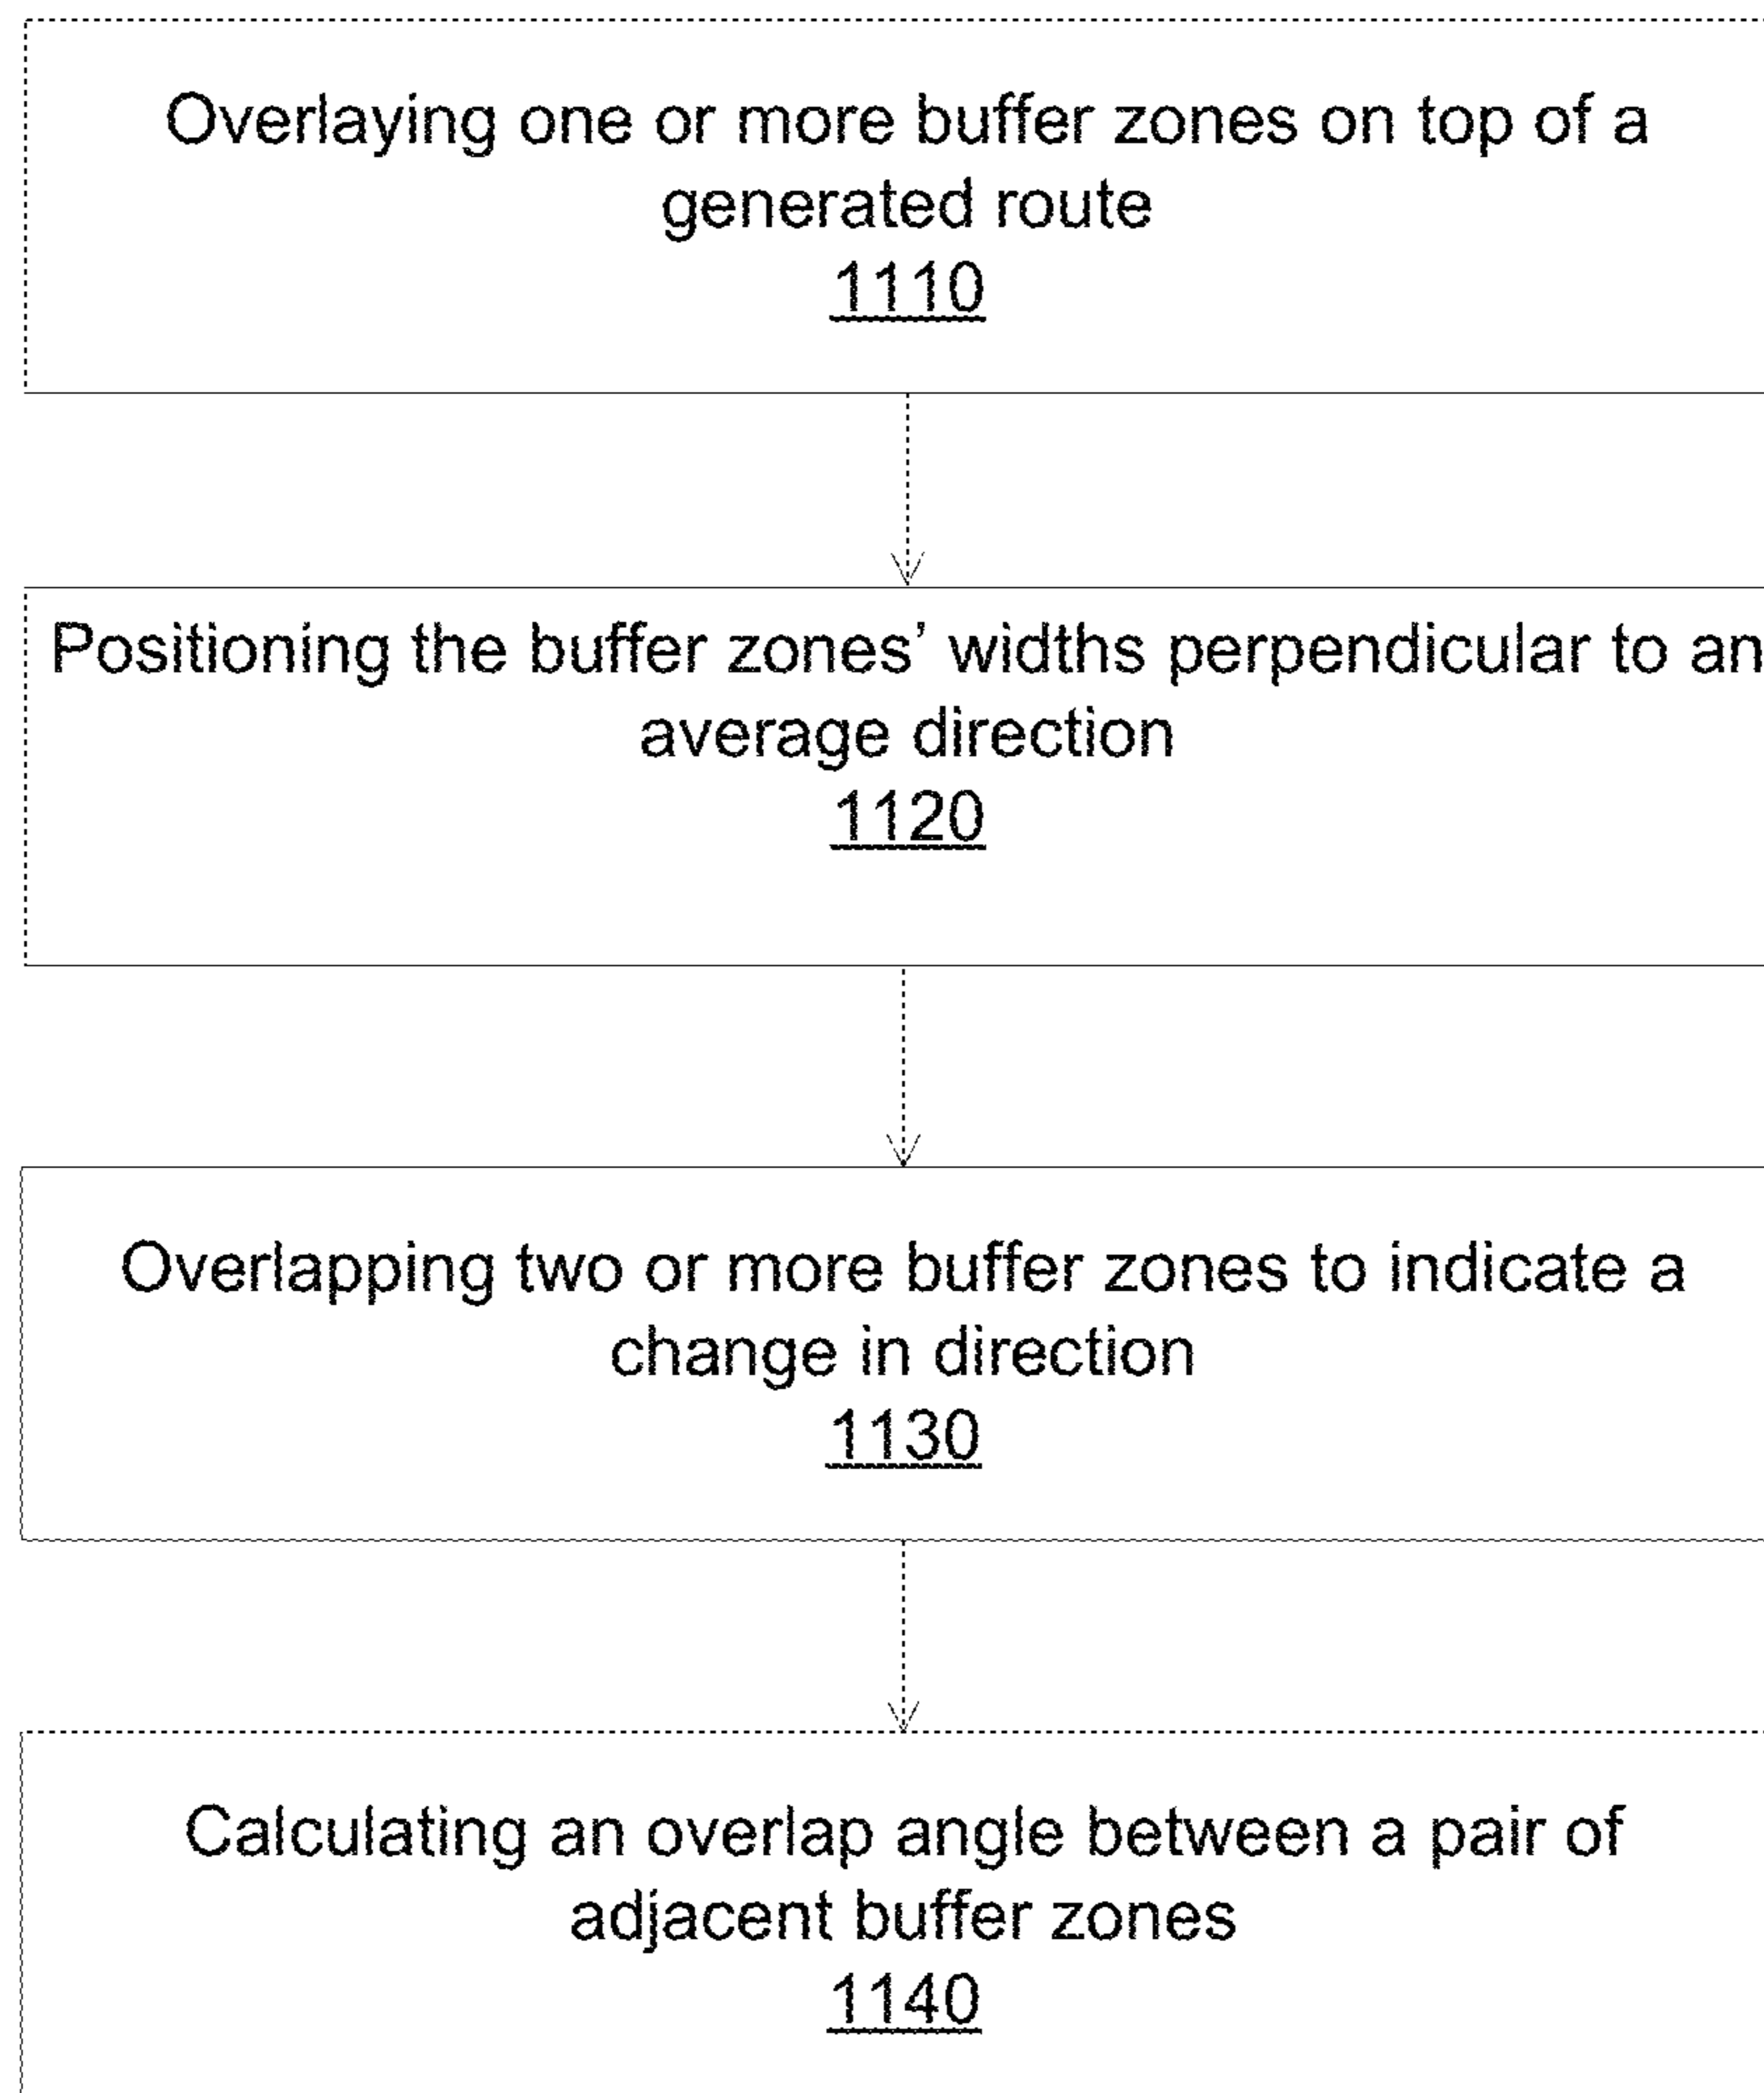 Overlaying one or more buffer zones on top of a
generated route
1110
Positioning the buffer zones’ widths perpendicular to an
average direction
1120
Overlapping two or more buffer zones to indicate a
change in direction
1130
Calculating an overlap angle between a pair of
adjacent buffer zones
1140